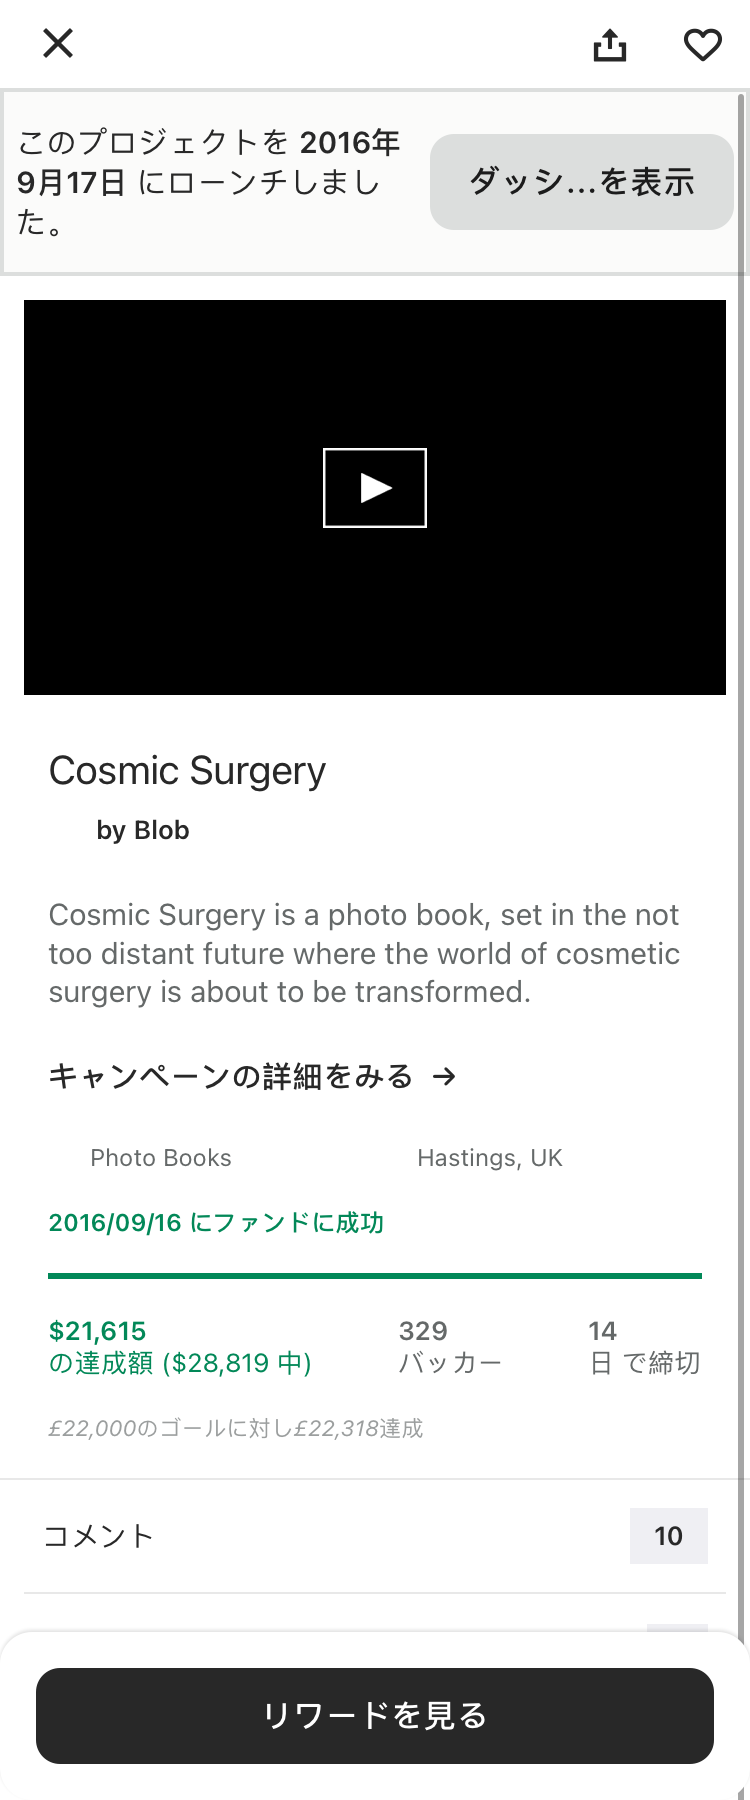 このプロジェクトを 2016年
9月17日 にローンチしまし
た。
ダッシ…を表示
Cosmic Surgery
by Blob
Cosmic Surgery is a photo book, set in the not
too distant future where the world of cosmetic
surgery is about to be transformed.
キャンペーンの詳細をみる →
Photo Books
Hastings, UK
2016/09/16 にファンドに成功
$21,615
の達成額 ($28,819 中)
329
バッカー
14
日 で締切
£22,000のゴールに対し£22,318達成
コメント
10
リワードを見る